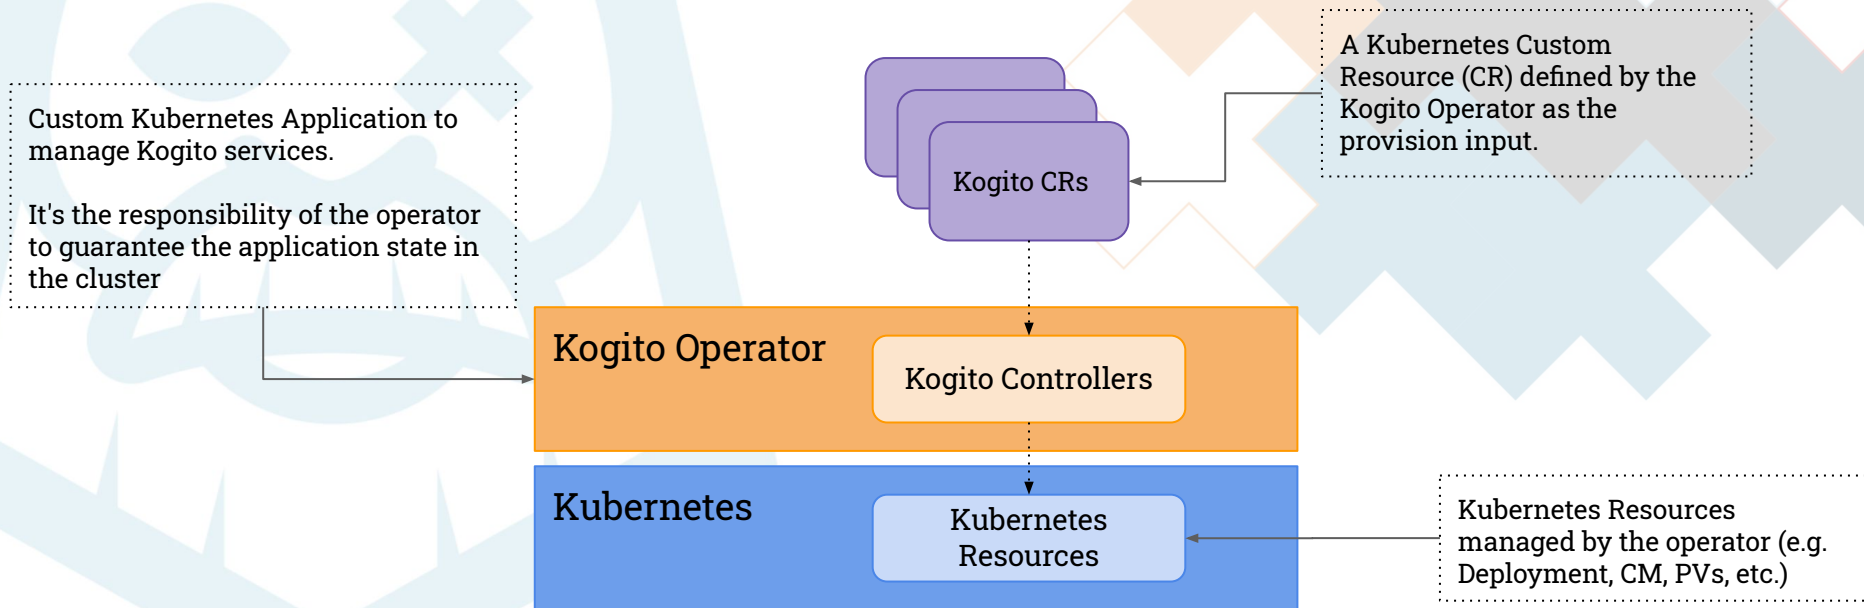 Custom Kubernetes Application to
manage Kogito services.
It's the responsibility of the operator
to guarantee the application state in
the cluster
Kogito CRs
A Kubernetes Custom
Resource (CR) defined by the
Kogito Operator as the
provision input.
Kogito Operator
Kogito Controllers
Kubernetes
Kubernetes
Resources
Kubernetes Resources
managed by the operator (e.g.
Deployment, CM, PVs, etc.)